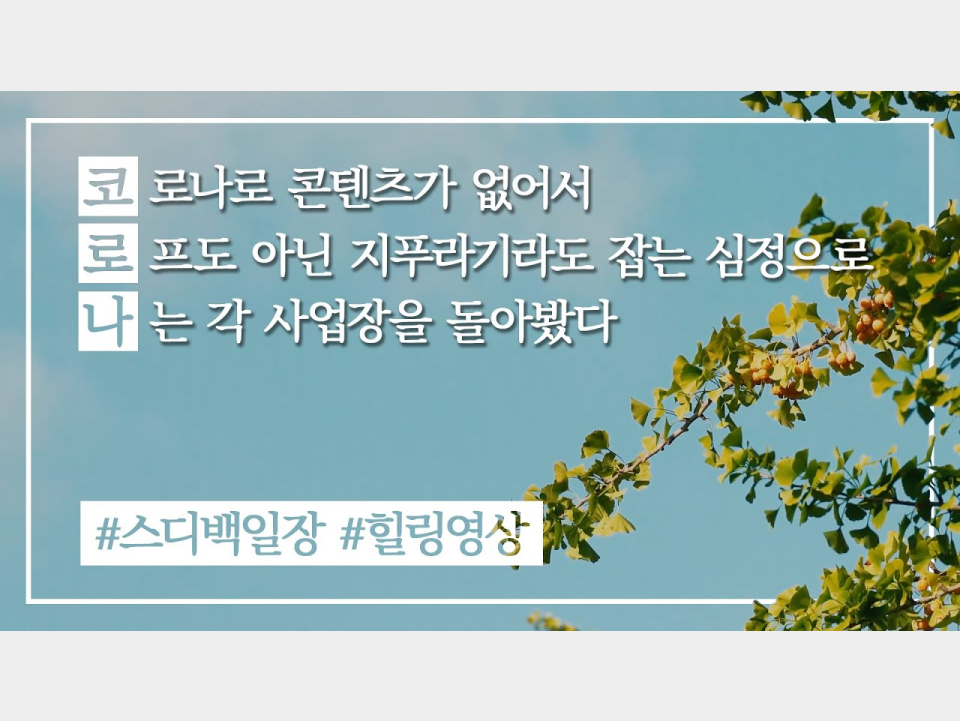 코로나로 콘텐츠가 없어서
로프도 아닌 지푸라기라도 잡는 심정으로
나는 각 사업장을 돌아봤다
#스디백일장 #힐링영상